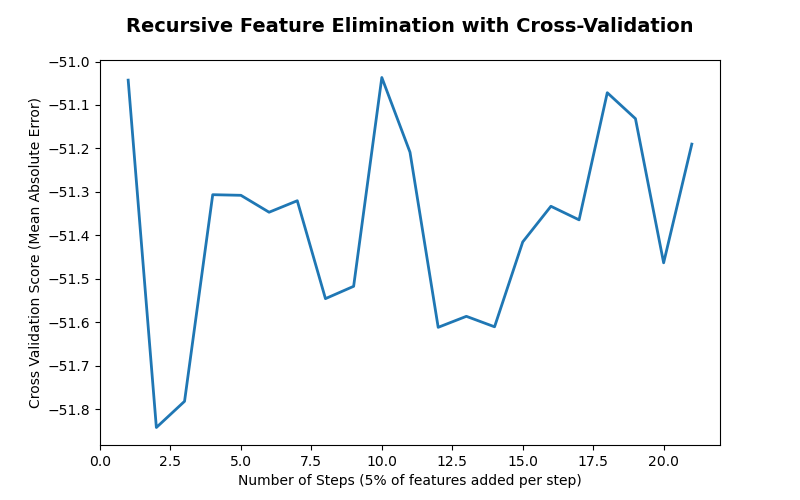 Recursive Feature Elimination with Cross-Validation
−51.0
−51.1
−51.2
−51.3
−51.4
−51.5
−51.6
−51.7
−51.8
Cross Validation Score (Mean Absolute Error)
0.0 2.5 5.0 7.5 10.0 12.5 15.0 17.5 20.0
Number of Steps (5% of features added per step)